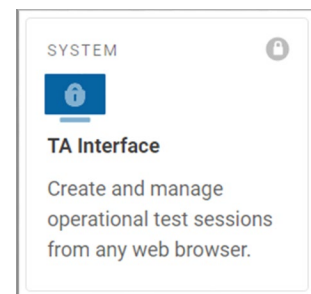 SYSTEM
TA Interface
Create and manage
operational test sessions
from any web browser.